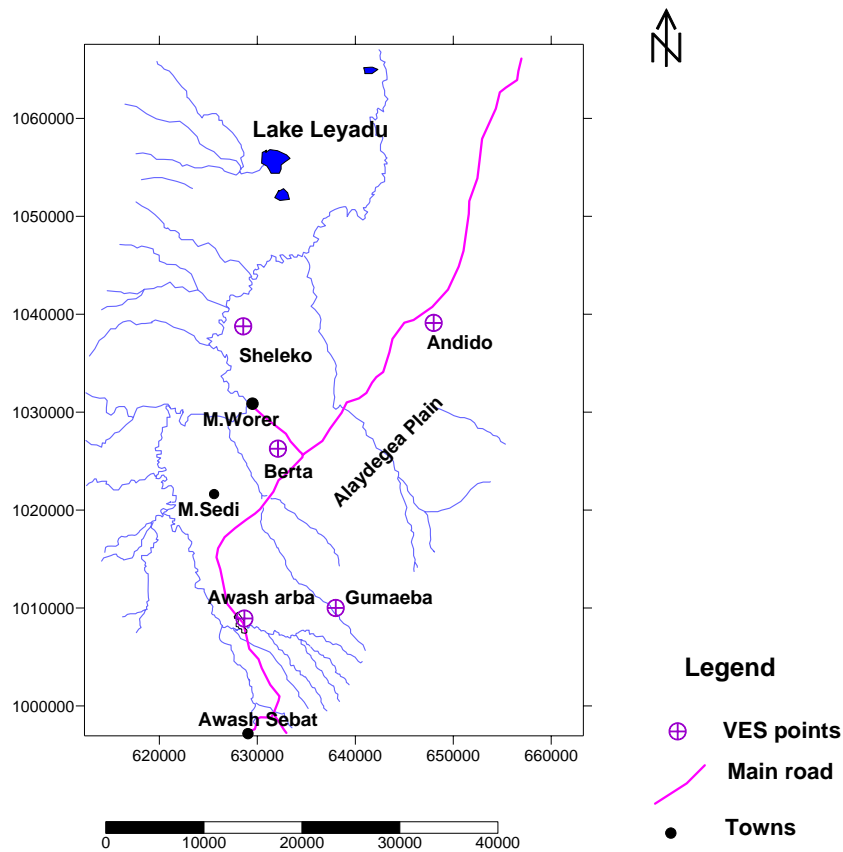 N
1060000
1050000
1040000
1030000
1020000
1010000
1000000
Lake Leyadu
Sheleko
Andido
M.Worer
Berta
Alaydegea Plain
M.Sedi
Awash arba
Gumaeba
Awash Sebat
620000
630000
640000
650000
660000
0
10000
20000
30000
40000
Legend
VES points
Main road
Towns